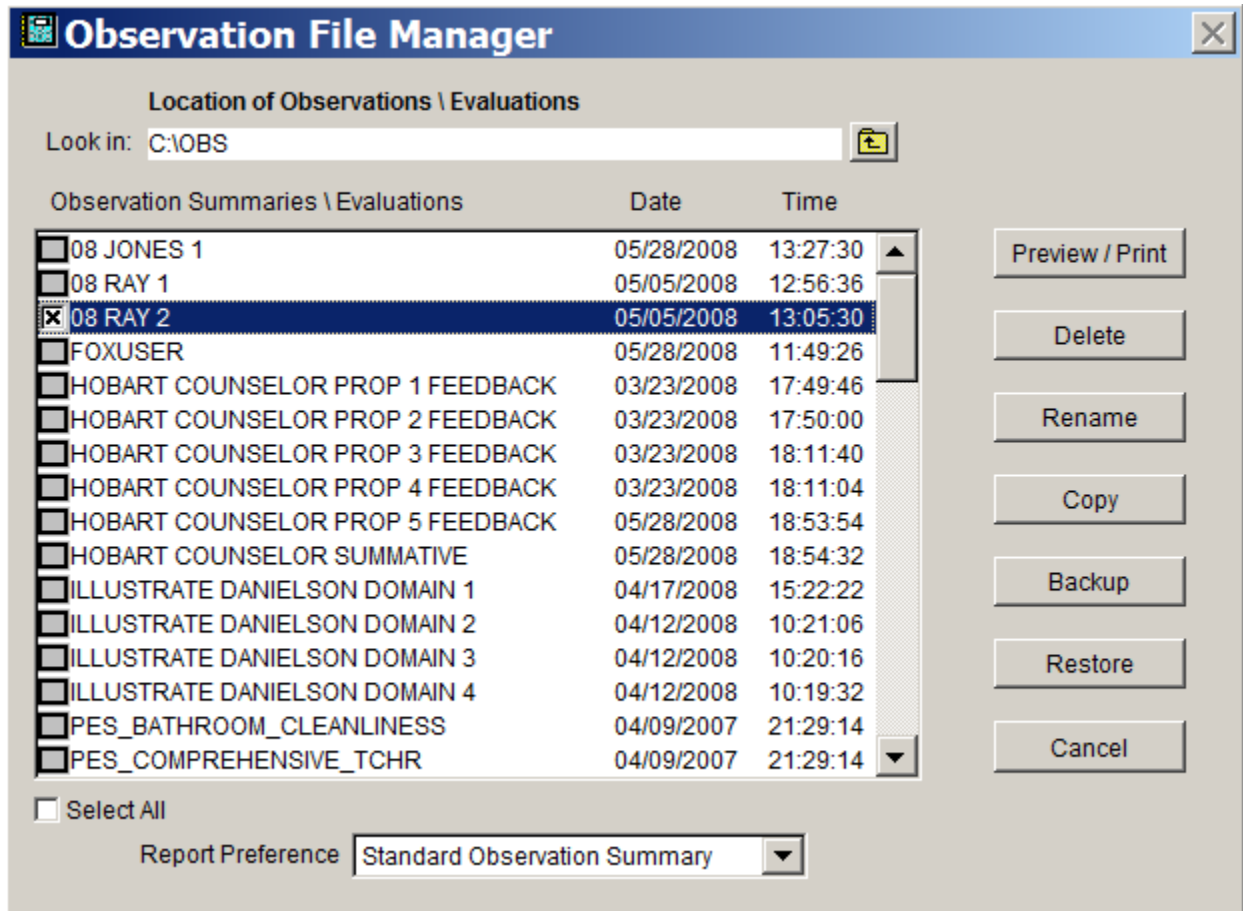 Observation File Manager
Location of Observations \ Evaluations
Look in: C:\OBS
Observation Summaries \ Evaluations Date Time
08 JONES 1 05/28/2008 13:27:30
08 RAY 1 05/05/2008 12:56:36
08 RAY 2 05/05/2008 13:05:30
FOXUSER 05/28/2008 11:49:26
HOBART COUNSELOR PROP 1 FEEDBACK 03/23/2008 17:49:46
HOBART COUNSELOR PROP 2 FEEDBACK 03/23/2008 17:50:00
HOBART COUNSELOR PROP 3 FEEDBACK 03/23/2008 18:11:40
HOBART COUNSELOR PROP 4 FEEDBACK 03/23/2008 18:11:04
HOBART COUNSELOR PROP 5 FEEDBACK 05/28/2008 18:53:54
HOBART COUNSELOR SUMMATIVE 05/28/2008 18:54:32
ILLUSTRATE DANIELSON DOMAIN 1 04/17/2008 15:22:22
ILLUSTRATE DANIELSON DOMAIN 2 04/12/2008 10:21:06
ILLUSTRATE DANIELSON DOMAIN 3 04/12/2008 10:20:16
ILLUSTRATE DANIELSON DOMAIN 4 04/12/2008 10:19:32
PES_BATHROOM_CLEANLINESS 04/09/2007 21:29:14
PES_COMPREHENSIVE_TCHR 04/09/2007 21:29:14
Preview / Print
Delete
Rename
Copy
Backup
Restore
Cancel
Select All
Report Preference Standard Observation Summary